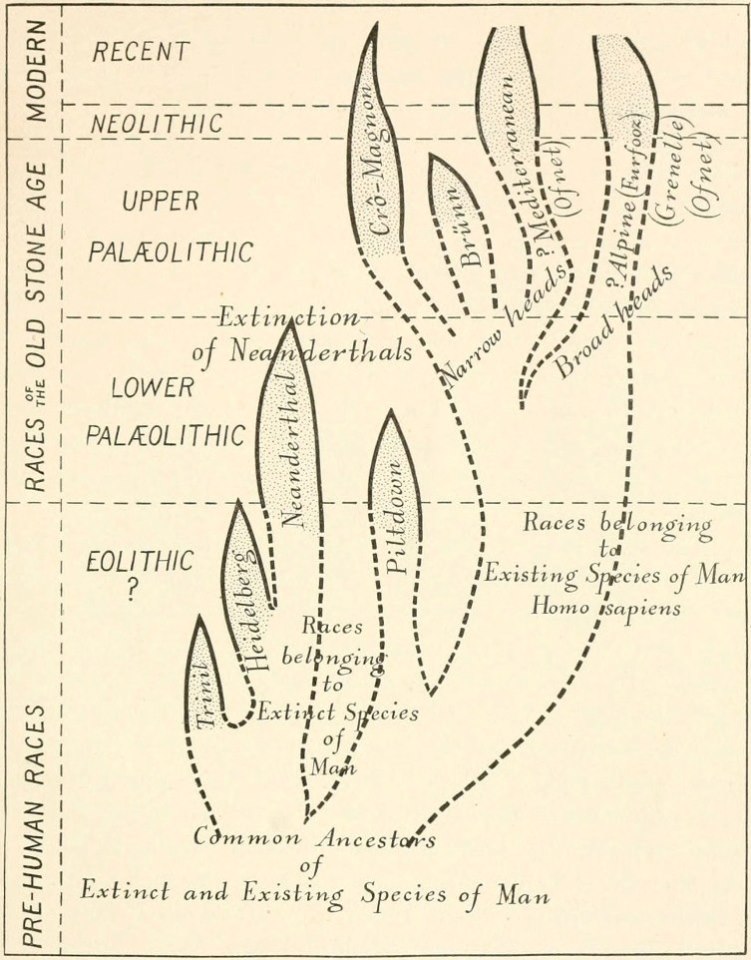 MODERN
RECENT
NEOLITHIC
RACES OF THE OLD STONE AGE
UPPER
PALÆOLITHIC
LOWER
PALÆOLITHIC
PRE-HUMAN RACES
EOLITHIC
?
Crô-Magnon
Brünn
? Mediterranean
(Ofnet)
? Alpine (Furfooz)
(Grenelle)
(Ofnet)
Narrow heads
Broad heads
Extinction
of Neanderthals
Neanderthal
Piltdown
Heidelberg
Trinil
Races
belonging
to
Extinct Species
of
Man
Races belonging
to
Existing Species of Man
Homo sapiens
Common Ancestors
of
Extinct and Existing Species of Man